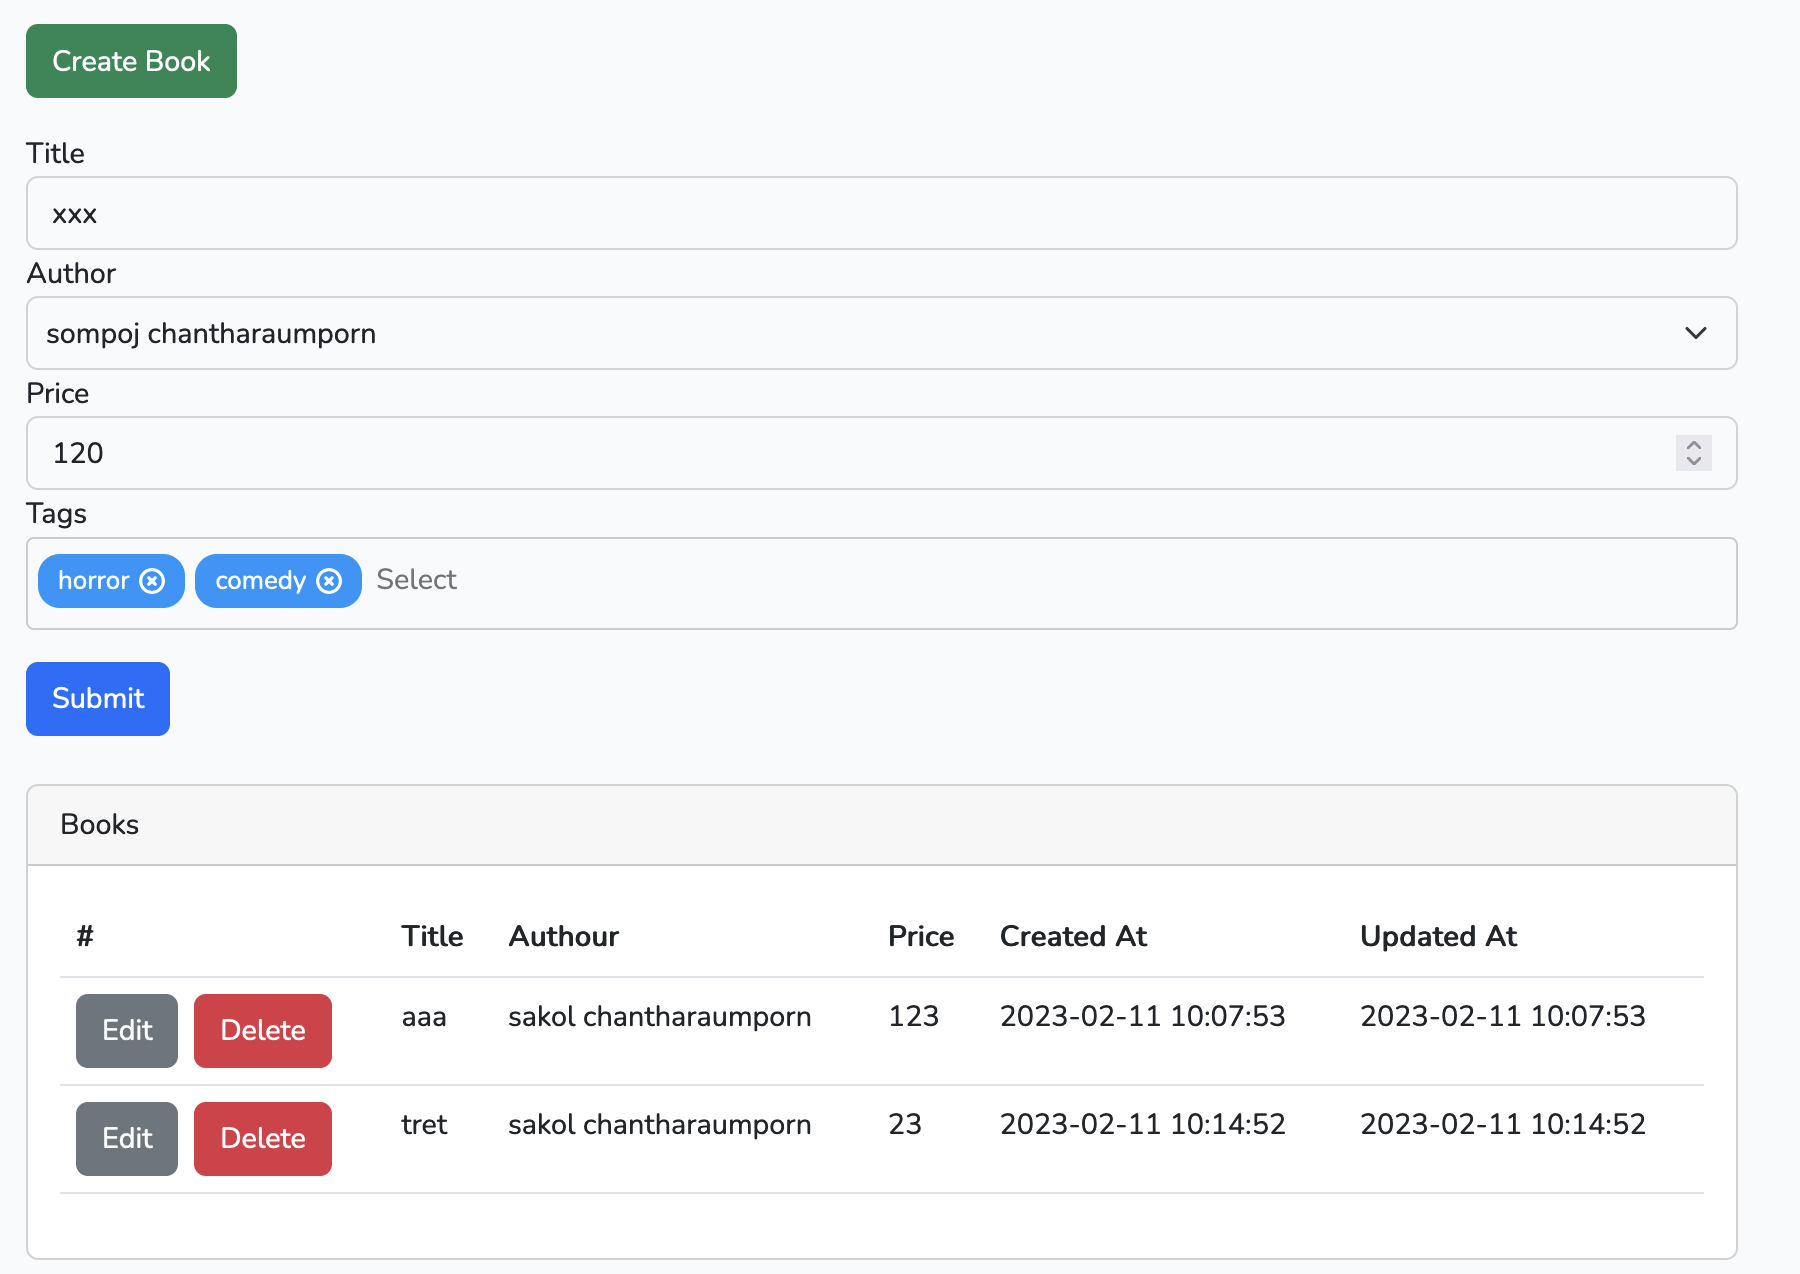 Create Book
Title
xxx
Author
sompoj chantharaumporn
Price
120
Tags
horror comedy Select
Submit
Books
# Title Authour Price Created At Updated At
Edit Delete aaa sakol chantharaumporn 123 2023-02-11 10:07:53 2023-02-11 10:07:53
Edit Delete tret sakol chantharaumporn 23 2023-02-11 10:14:52 2023-02-11 10:14:52